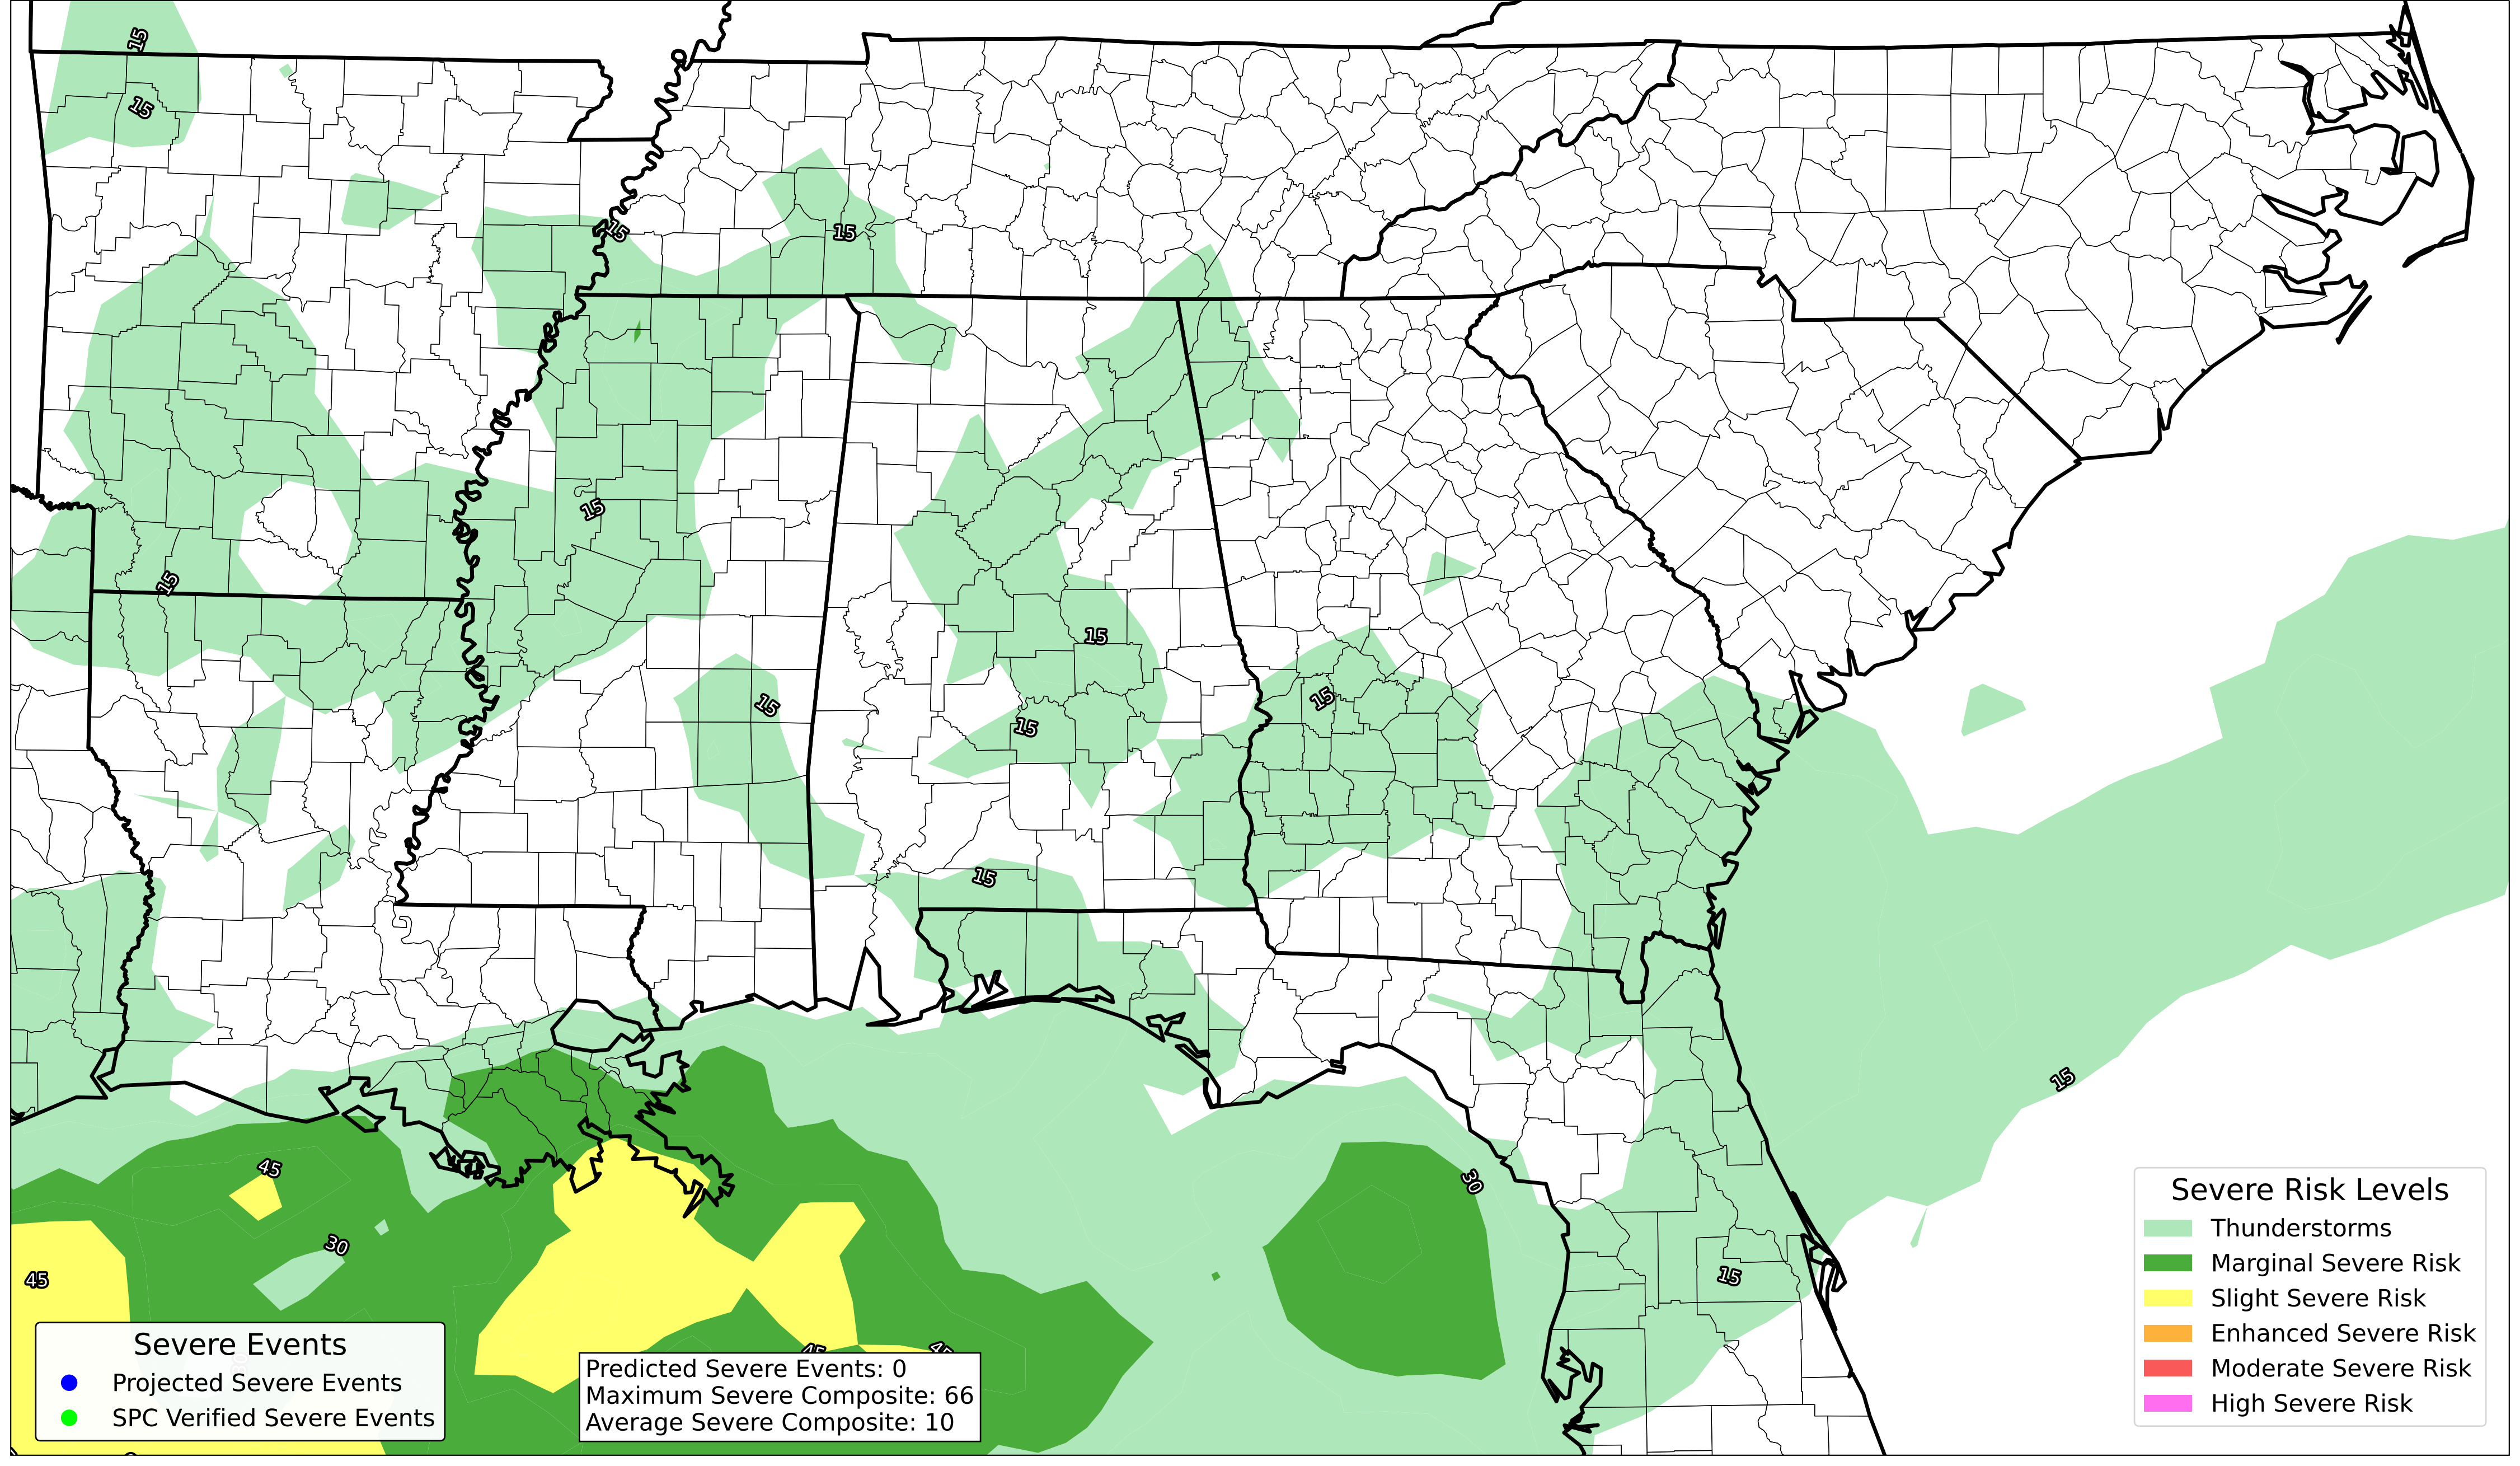 15
15
15
15
15
15
15
15
15
15
15
15
30
45
30
45
15
45
45
Severe Events
Projected Severe Events
SPC Verified Severe Events
Predicted Severe Events: 0
Maximum Severe Composite: 66
Average Severe Composite: 10
Severe Risk Levels
Thunderstorms
Marginal Severe Risk
Slight Severe Risk
Enhanced Severe Risk
Moderate Severe Risk
High Severe Risk